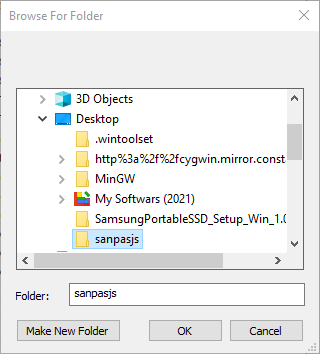 Browse For Folder
3D Objects
Desktop
.wintoolset
http%3a%2f%2fcygwin.mirror.const
MinGW
My Softwars (2021)
SamsungPortableSSD_Setup_Win_1.0
sanpasjs
Folder: sanpasjs
Make New Folder OK Cancel